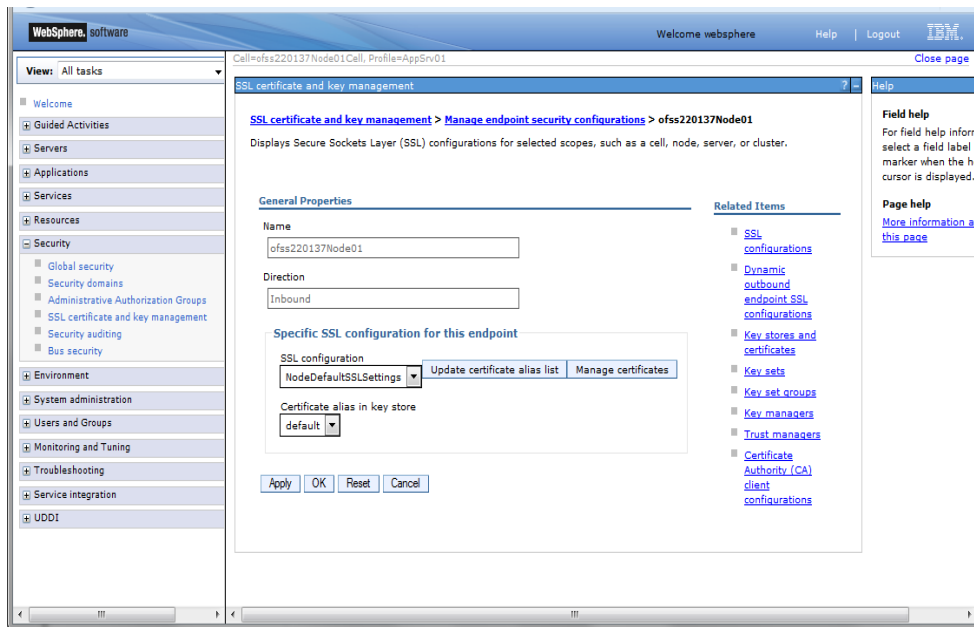 WebSphere. software
Welcome websphere
Help | Logout
IBM.
View: All tasks
Welcome
Guided Activities
Servers
Applications
Services
Resources
Security
Global security
Security domains
Administrative Authorization Groups
SSL certificate and key management
Security auditing
Bus security
Environment
System administration
Users and Groups
Monitoring and Tuning
Troubleshooting
Service integration
UDDI
Cell=ofss220137Node01Cell, Profile=AppSrv01
Close page
SSL certificate and key management
? -
SSL certificate and key management > Manage endpoint security configurations > ofss220137Node01
Displays Secure Sockets Layer (SSL) configurations for selected scopes, such as a cell, node, server, or cluster.
General Properties
Name
ofss220137Node01
Direction
Inbound
Specific SSL configuration for this endpoint
SSL configuration
NodeDefaultSSLSettings
Update certificate alias list
Manage certificates
Certificate alias in key store
default
Apply
OK
Reset
Cancel
Related Items
SSL
configurations
Dynamic
outbound
endpoint SSL
configurations
Key stores and
certificates
Key sets
Key set groups
Key managers
Trust managers
Certificate
Authority (CA)
client
configurations
Help
Field help
For field help infor
select a field label
marker when the h
cursor is displayed.
Page help
More information a
this page